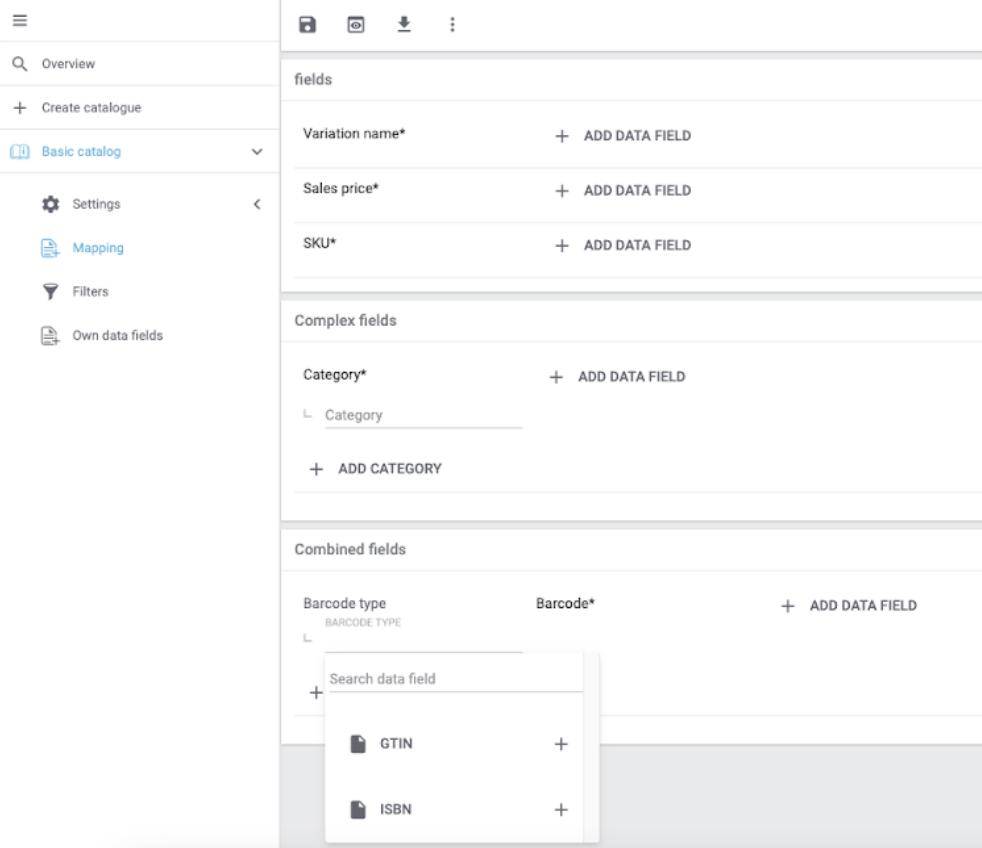 Overview
Create catalogue
Basic catalog
Settings
Mapping
Filters
Own data fields
fields
Variation name*
ADD DATA FIELD
Sales price*
ADD DATA FIELD
SKU*
ADD DATA FIELD
Complex fields
Category*
ADD DATA FIELD
Category
ADD CATEGORY
Combined fields
Barcode type
Barcode*
ADD DATA FIELD
BARCODE TYPE
Search data field
GTIN
ISBN